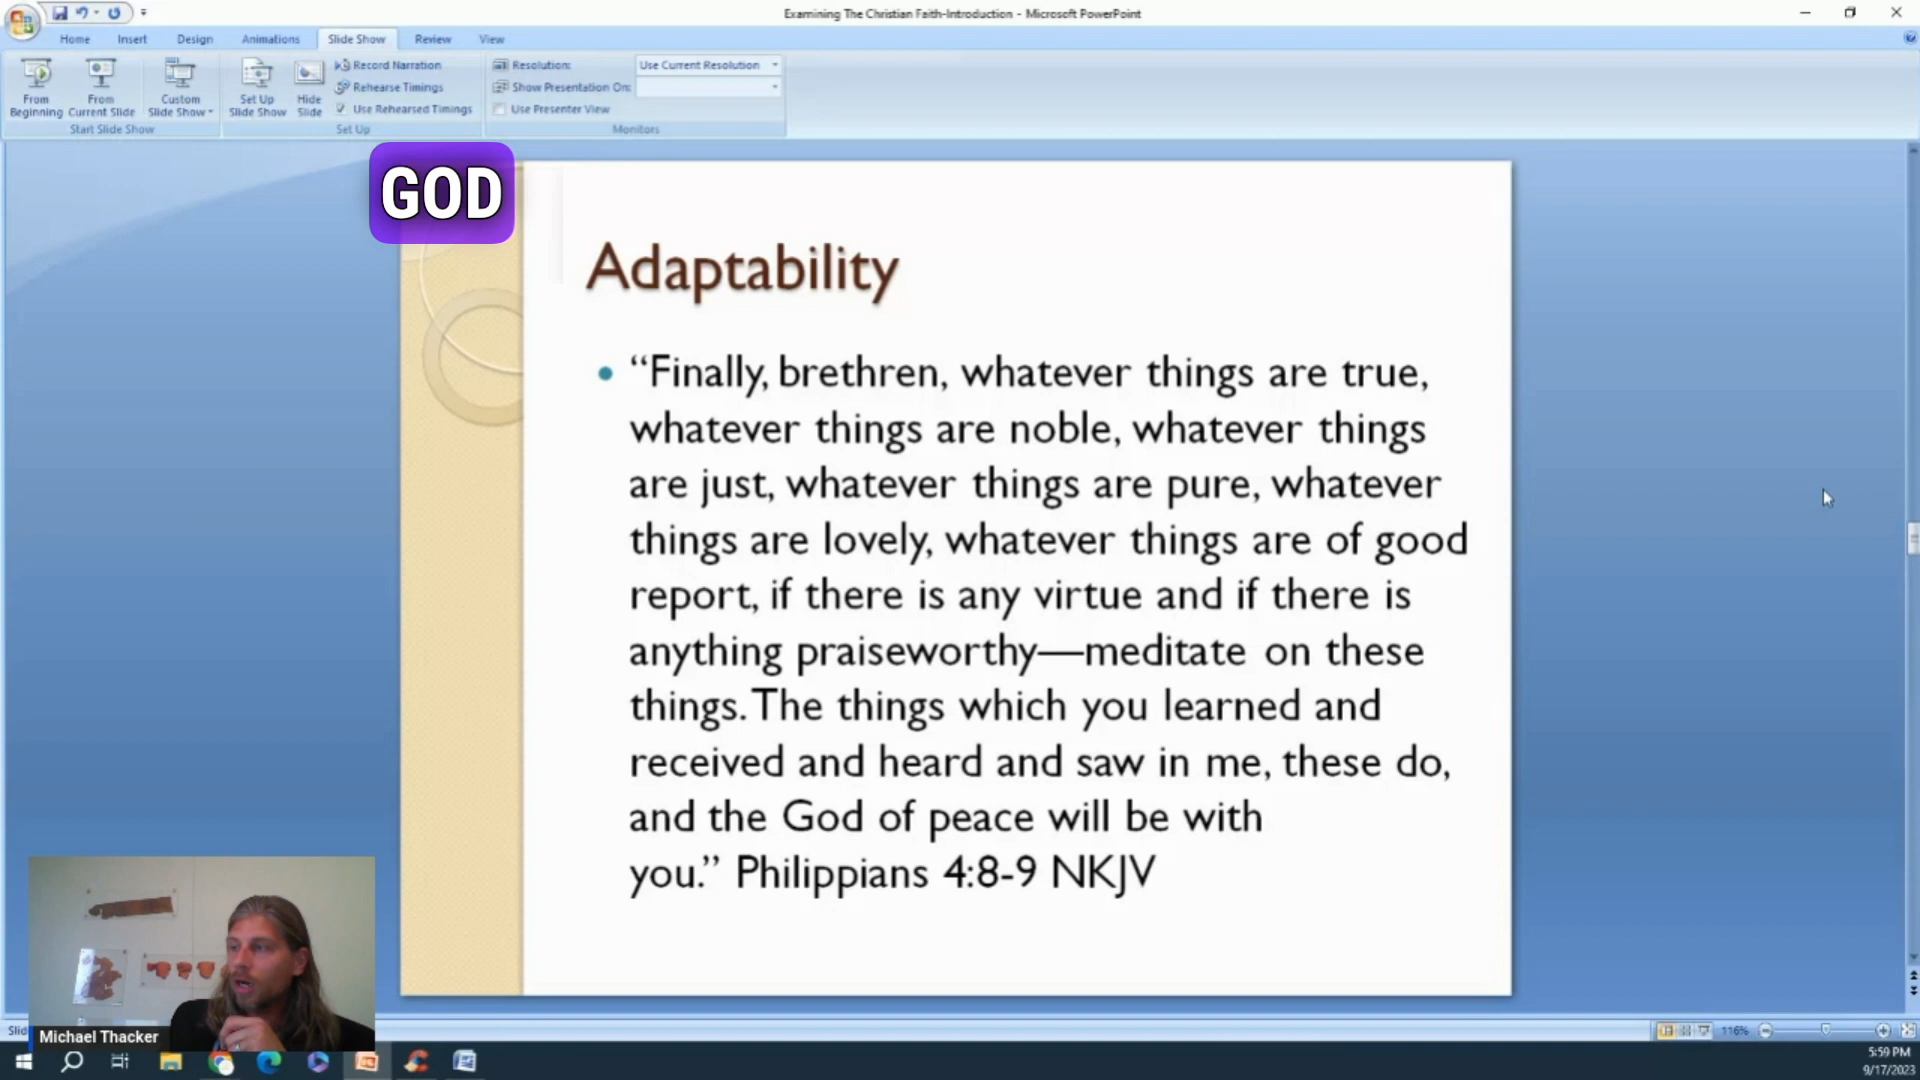 Examining The Christian Faith-Introduction - Microsoft PowerPoint
Home Insert Design Animations Slide Show Review View
From Beginning
From Current Slide
Custom Slide Show
Start Slide Show
Set Up Slide Show
Hide Slide
Record Narration
Rehearse Timings
Use Rehearsed Timings
Set Up
Resolution: Use Current Resolution
Show Presentation On:
Use Presenter View
Monitors
GOD
Adaptability
• “Finally, brethren, whatever things are true,
whatever things are noble, whatever things
are just, whatever things are pure, whatever
things are lovely, whatever things are of good
report, if there is any virtue and if there is
anything praiseworthy—meditate on these
things. The things which you learned and
received and heard and saw in me, these do,
and the God of peace will be with
you.” Philippians 4:8-9 NKJV
Michael Thacker
116%
5:59 PM
9/17/2023